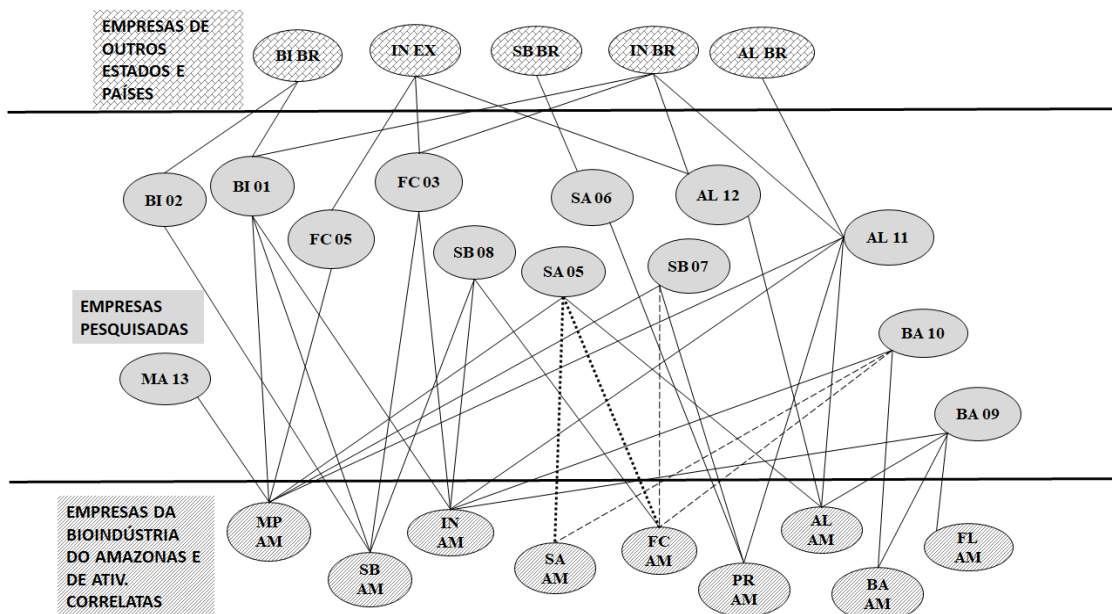 EMPRESAS DE
OUTROS
ESTADOS E
PAÍSES
BI BR
IN EX
SB BR
IN BR
AL BR
BI 02
BI 01
FC 03
SA 06
AL 12
FC 05
SB 08
SA 05
SB 07
AL 11
EMPRESAS
PESQUISADAS
MA 13
BA 10
BA 09
EMPRESAS DA
BIOINDÚSTRIA
DO AMAZONAS E
DE ATIV.
CORRELATAS
MP
AM
SB
AM
IN
AM
SA
AM
FC
AM
PR
AM
AL
AM
BA
AM
FL
AM